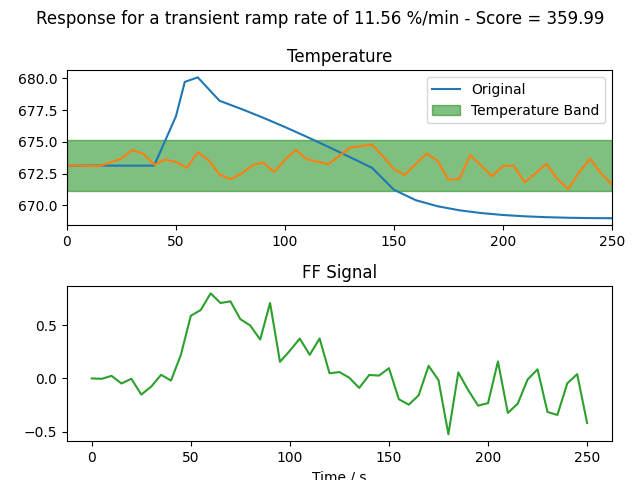 Response for a transient ramp rate of 11.56 %/min - Score = 359.99
Temperature
680.0
677.5
675.0
672.5
670.0
Original
Temperature Band
0 50 100 150 200 250
FF Signal
0.5
0.0
−0.5
0 50 100 150 200 250
Time / s